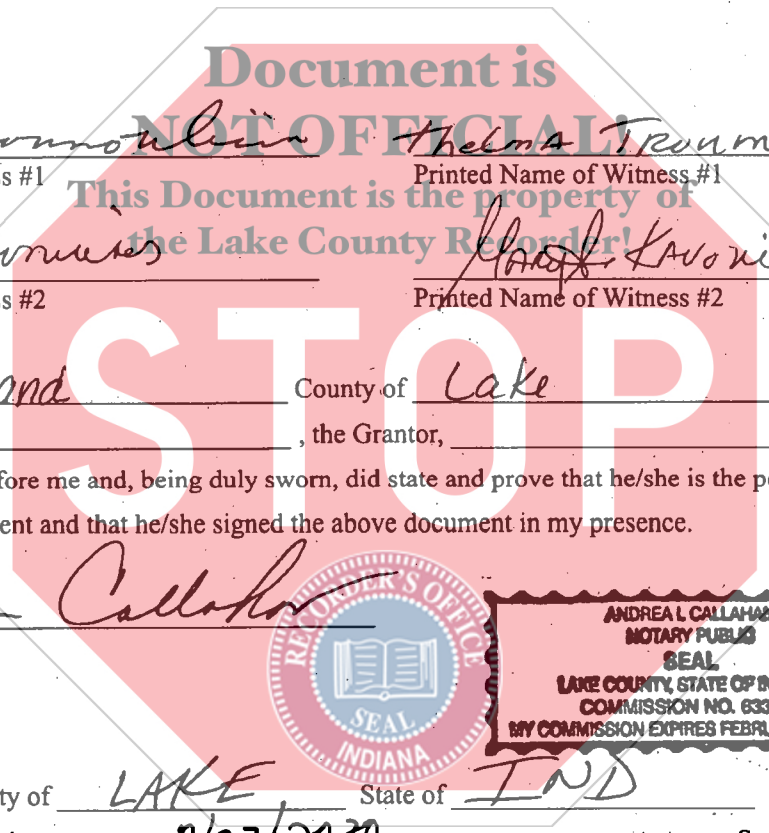 Document is
NOT OFFICIAL!
Thelma
s #1 Printed Name of Witness #1
This Document is the property of
the Lake County Recorder!
s #2 Printed Name of Witness #2
STOP
and County of Lake
, the Grantor,
fore me and, being duly sworn, did state and prove that he/she is the pe
ent and that he/she signed the above document in my presence.
Callahan
RECORDER'S OFFICE
SEAL
INDIANA
ANDREA L CALLAHA
NOTARY PUBLIC
SEAL
LAKE COUNTY, STATE OF IN
COMMISSION NO. 633
MY COMMISSION EXPIRES FEBRU
ty of LAKE State of IND